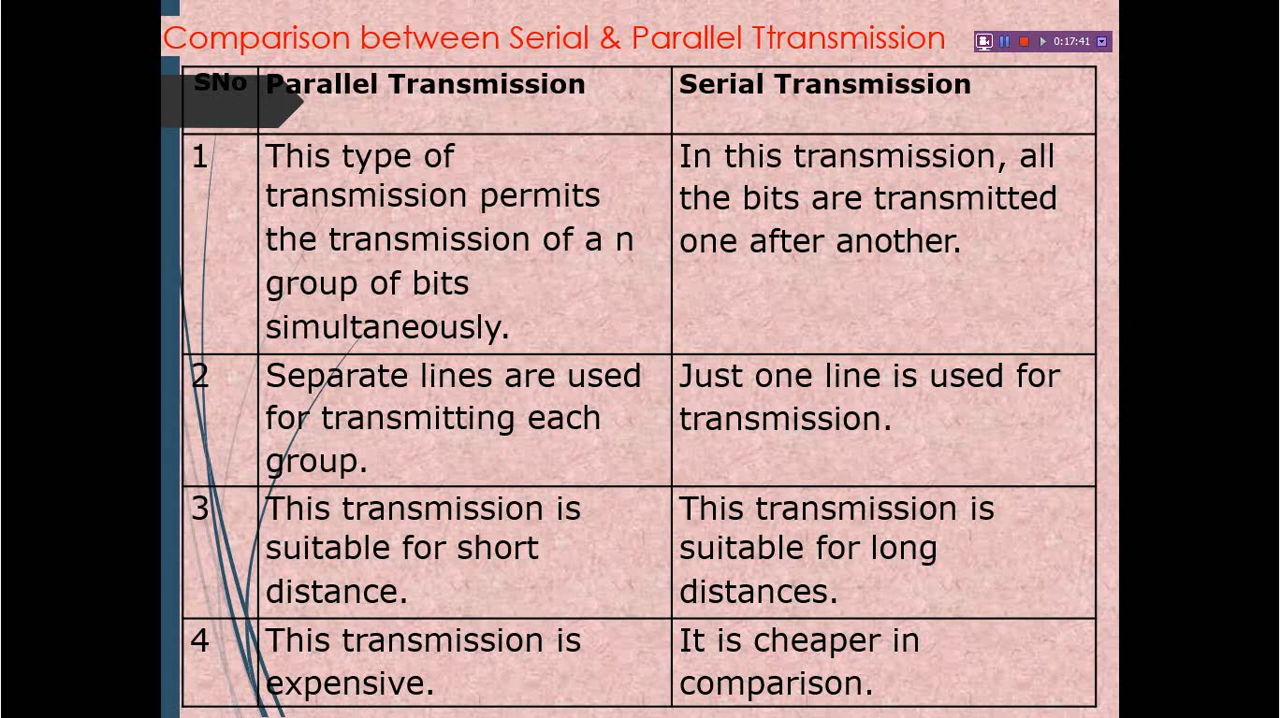 Comparison between Serial & Parallel Ttransmission
0:17:41
SNo Parallel Transmission Serial Transmission
1
This type of
transmission permits
the transmission of a n
group of bits
simultaneously.
In this transmission, all
the bits are transmitted
one after another.
2
Separate lines are used
for transmitting each
group.
Just one line is used for
transmission.
3
This transmission is
suitable for short
distance.
This transmission is
suitable for long
distances.
4
This transmission is
expensive.
It is cheaper in
comparison.